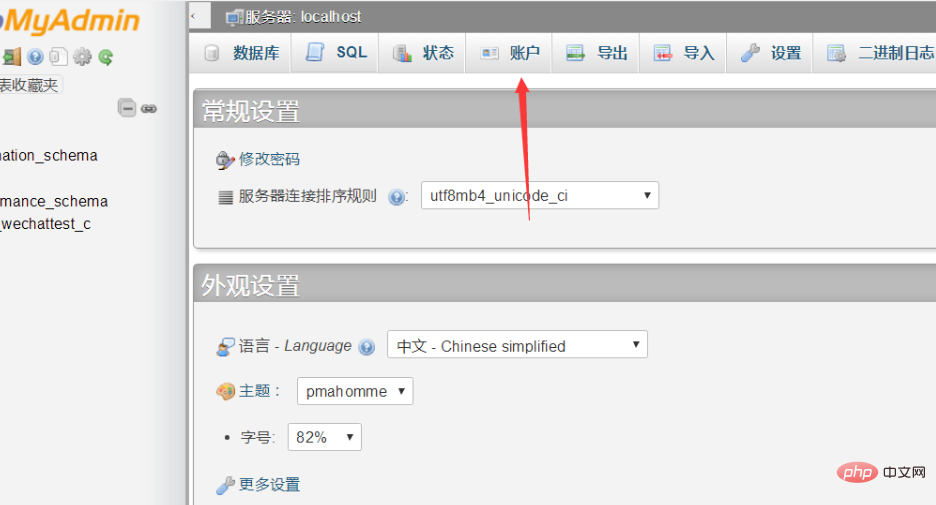 oMyAdmin
服务器: localhost
数据库 SQL 状态 账户 导出 导入 设置 二进制日志
表收藏夹
常规设置
ation_schema
修改密码
服务器连接排序规则 : utf8mb4_unicode_ci
mance_schema
_wechattest_c
外观设置
语言 - Language 中文 - Chinese simplified
主题： pmahomme
• 字号: 82%
更多设置
php 中文网